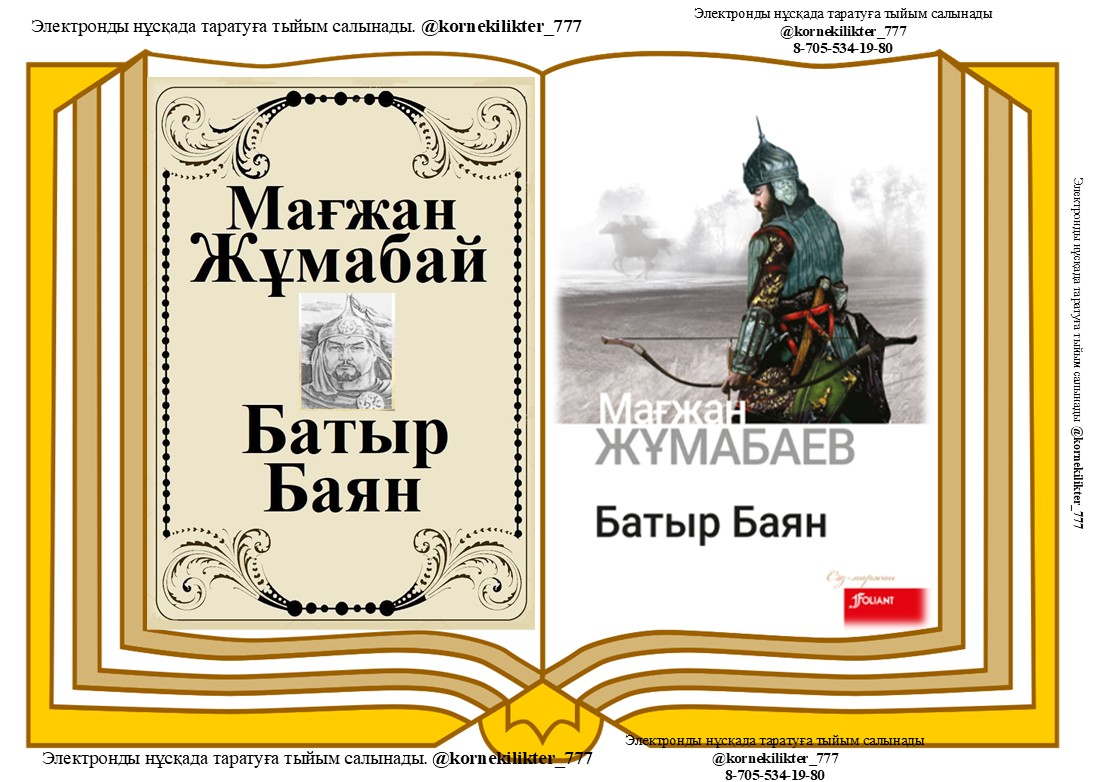 Электронды нұсқада таратуға тыйым салынады. @kornekilikter_777
Электронды нұсқада таратуға тыйым салынады
@kornekilikter_777
8-705-534-19-80
Мағжан
Жұмабай
Батыр
Баян
Мағжан
ЖҰМАБАЕВ
Батыр Баян
Сөз-маржан
FOLIANT
Электронды нұсқада таратуға тыйым салынады @kornekilikter_777
Электронды нұсқада таратуға тыйым салынады. @kornekilikter_777
Электронды нұсқада таратуға тыйым салынады
@kornekilikter_777
8-705-534-19-80